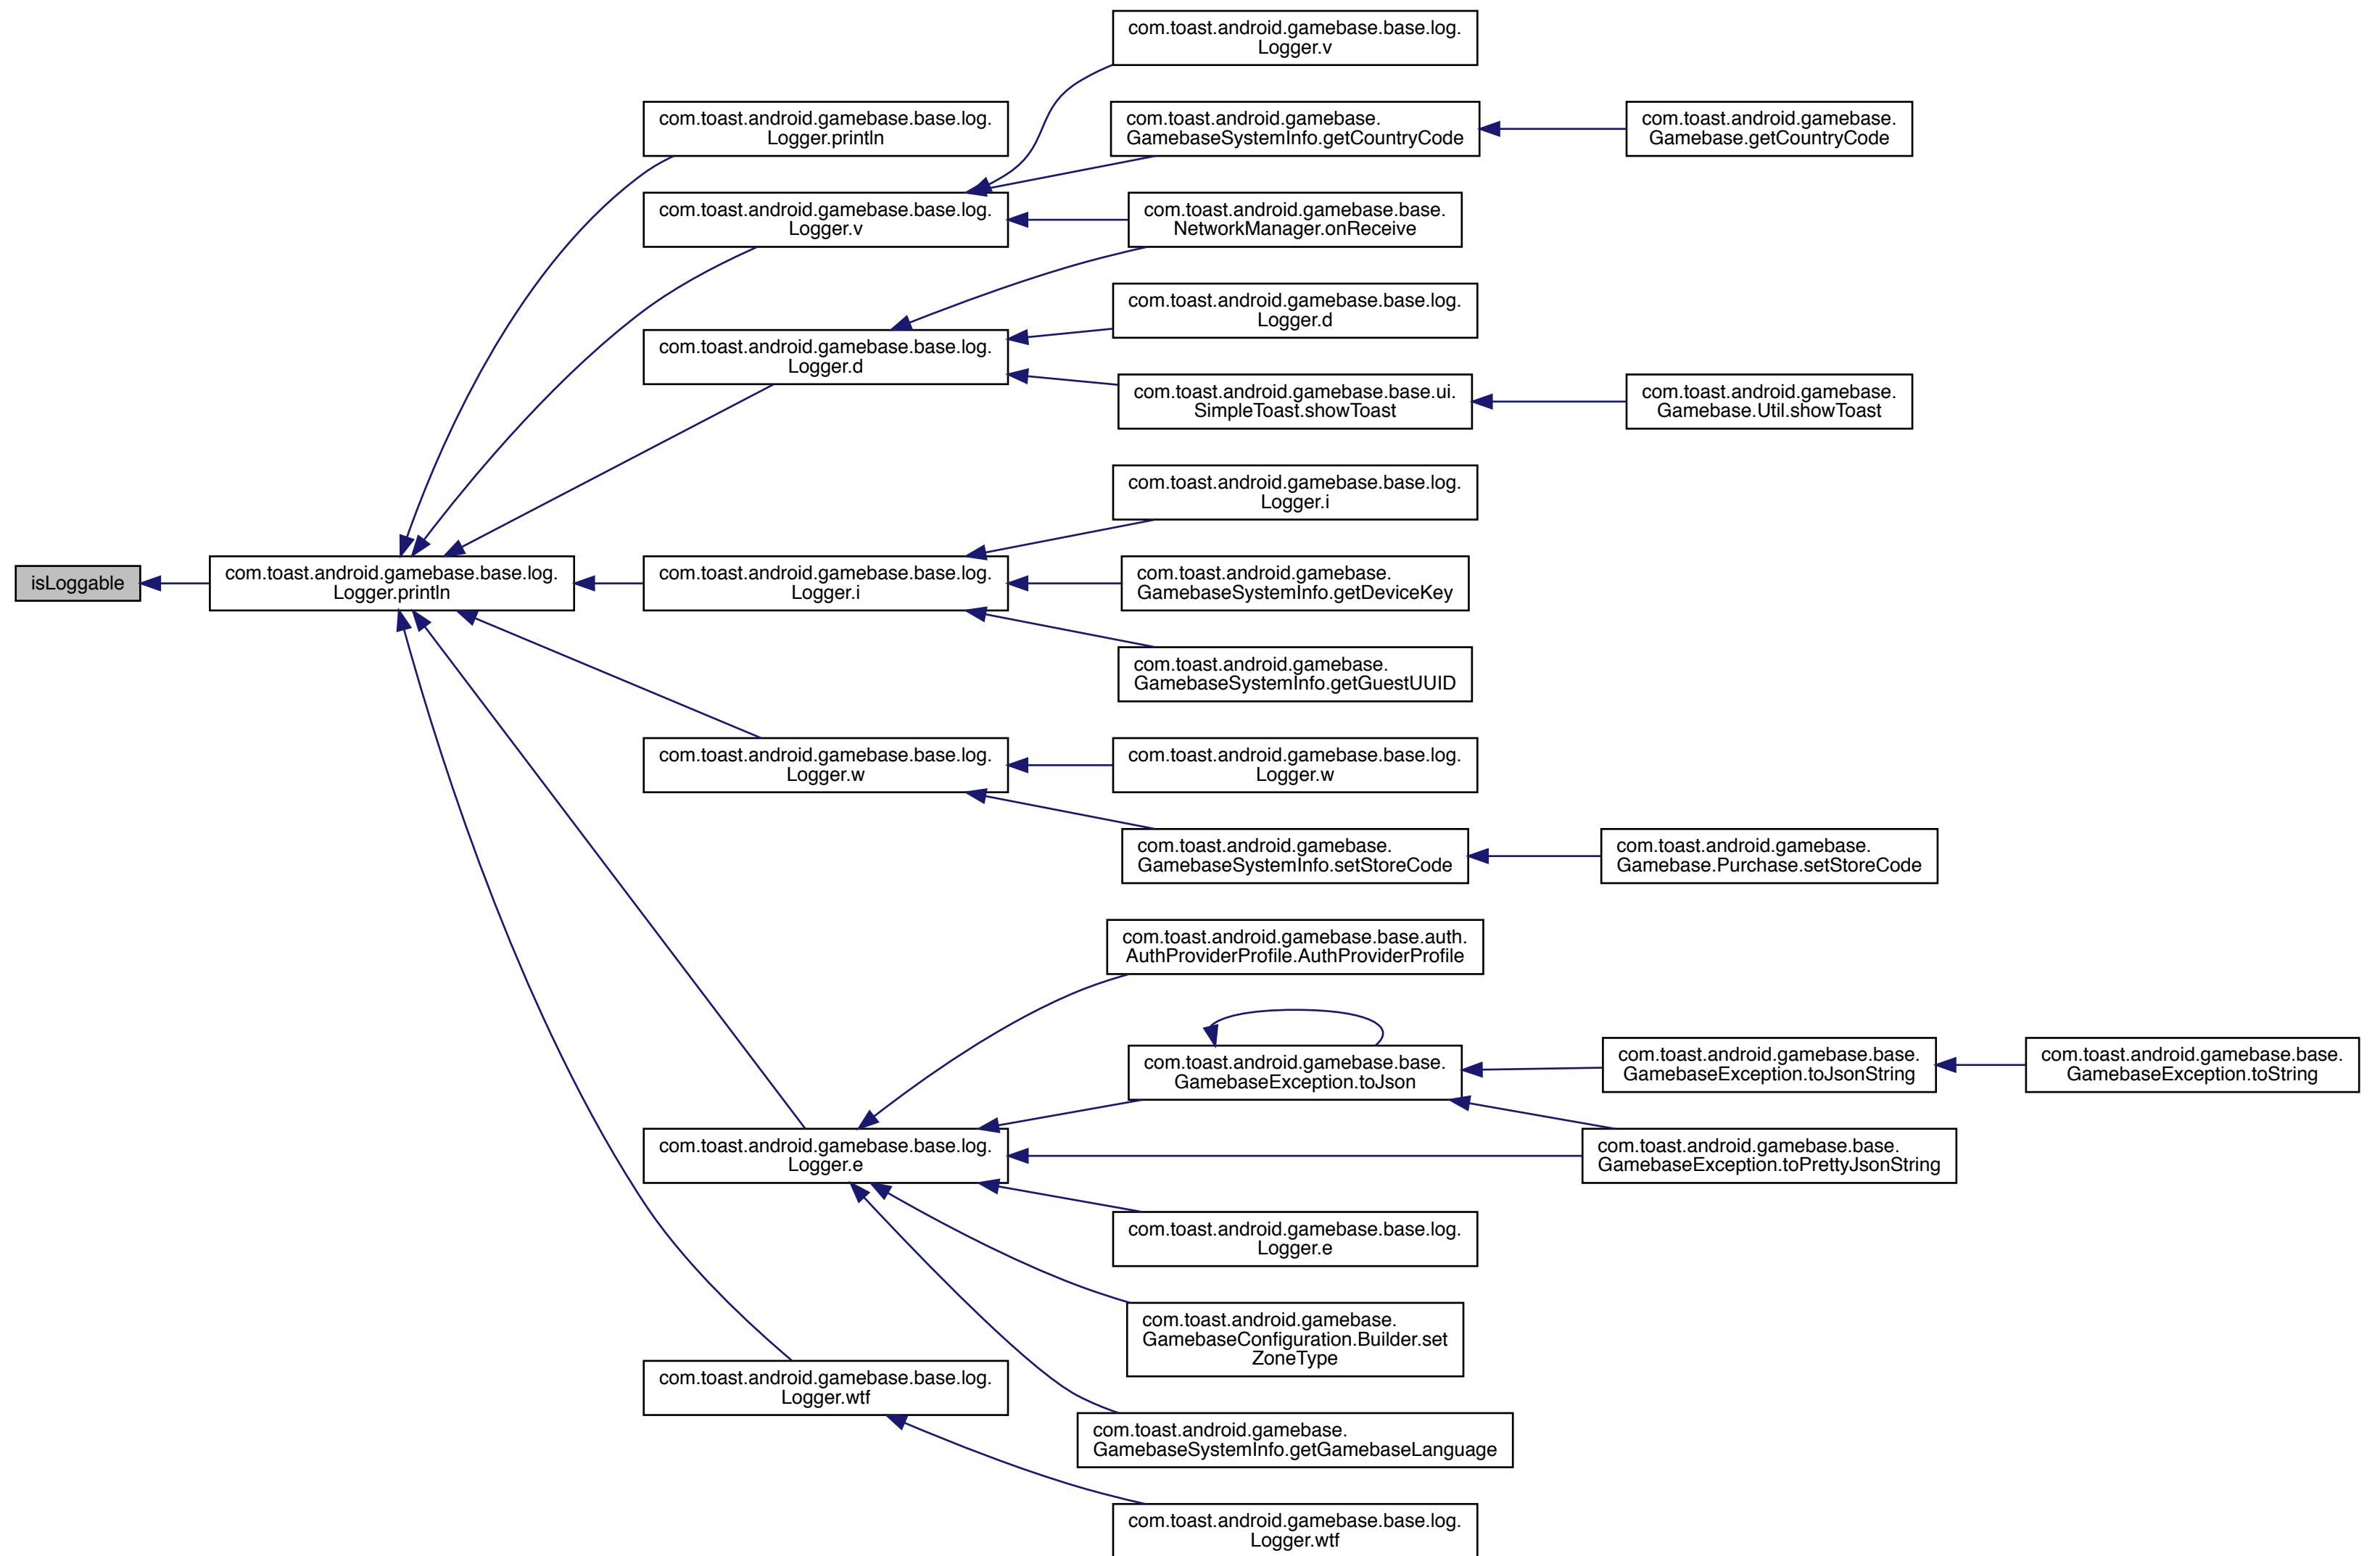 isLoggable
com.toast.android.gamebase.base.log.
Logger.println
com.toast.android.gamebase.base.log.
Logger.println
com.toast.android.gamebase.base.log.
Logger.v
com.toast.android.gamebase.base.log.
Logger.d
com.toast.android.gamebase.base.log.
Logger.i
com.toast.android.gamebase.base.log.
Logger.w
com.toast.android.gamebase.base.log.
Logger.e
com.toast.android.gamebase.base.log.
Logger.wtf
com.toast.android.gamebase.base.log.
Logger.v
com.toast.android.gamebase.
GamebaseSystemInfo.getCountryCode
com.toast.android.gamebase.base.
NetworkManager.onReceive
com.toast.android.gamebase.base.log.
Logger.d
com.toast.android.gamebase.base.ui.
SimpleToast.showToast
com.toast.android.gamebase.base.log.
Logger.i
com.toast.android.gamebase.
GamebaseSystemInfo.getDeviceKey
com.toast.android.gamebase.
GamebaseSystemInfo.getGuestUUID
com.toast.android.gamebase.base.log.
Logger.w
com.toast.android.gamebase.
GamebaseSystemInfo.setStoreCode
com.toast.android.gamebase.base.auth.
AuthProviderProfile.AuthProviderProfile
com.toast.android.gamebase.base.
GamebaseException.toJson
com.toast.android.gamebase.base.log.
Logger.e
com.toast.android.gamebase.
GamebaseConfiguration.Builder.set
ZoneType
com.toast.android.gamebase.
GamebaseSystemInfo.getGamebaseLanguage
com.toast.android.gamebase.base.log.
Logger.wtf
com.toast.android.gamebase.
Gamebase.getCountryCode
com.toast.android.gamebase.
Gamebase.Util.showToast
com.toast.android.gamebase.
Gamebase.Purchase.setStoreCode
com.toast.android.gamebase.base.
GamebaseException.toJsonString
com.toast.android.gamebase.base.
GamebaseException.toPrettyJsonString
com.toast.android.gamebase.base.
GamebaseException.toString